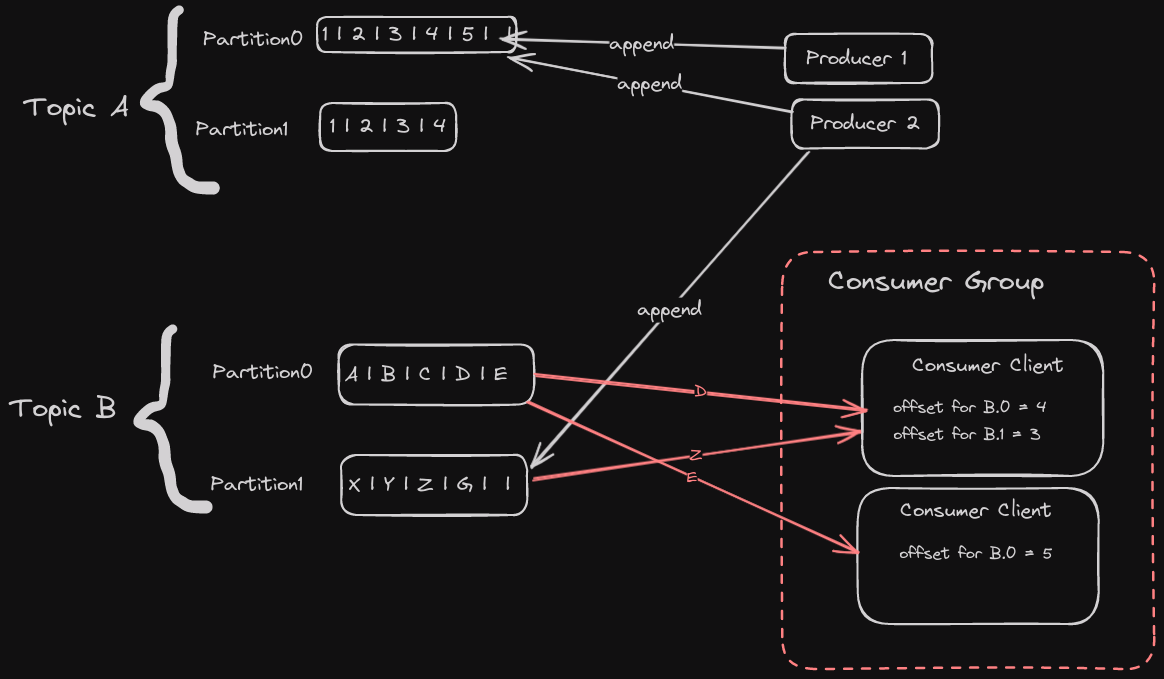 Partition0
1|2|3|4|5| |
append
Producer 1
append
Topic A
Partition1
1|2|3|4
Producer 2
Consumer Group
append
Partition0
A|B|C|D|E
D
Consumer Client
offset for B.0 = 4
offset for B.1 = 3
Topic B
Z
E
Partition1
X|Y|Z|G| |
Consumer Client
offset for B.0 = 5